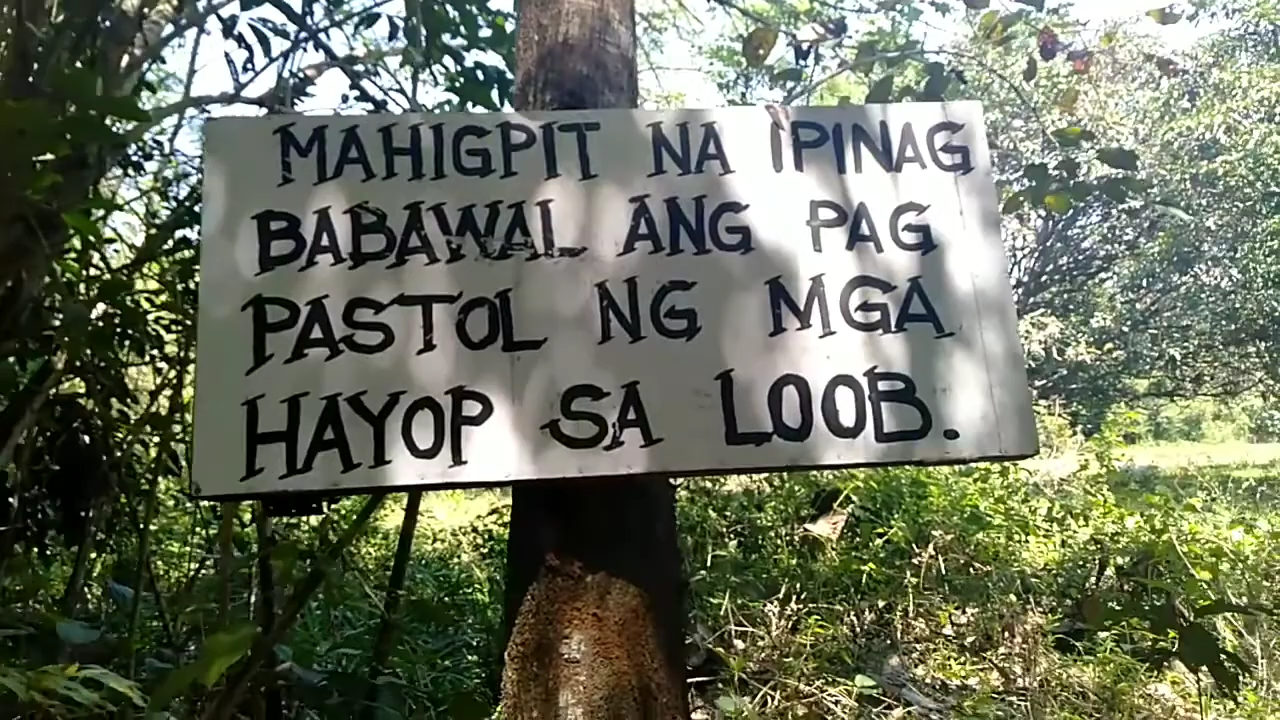 MAHIGPIT NA IPINAG
BABAWAL ANG PAG
PASTOL NG MGA
HAYOP SA LOOB.